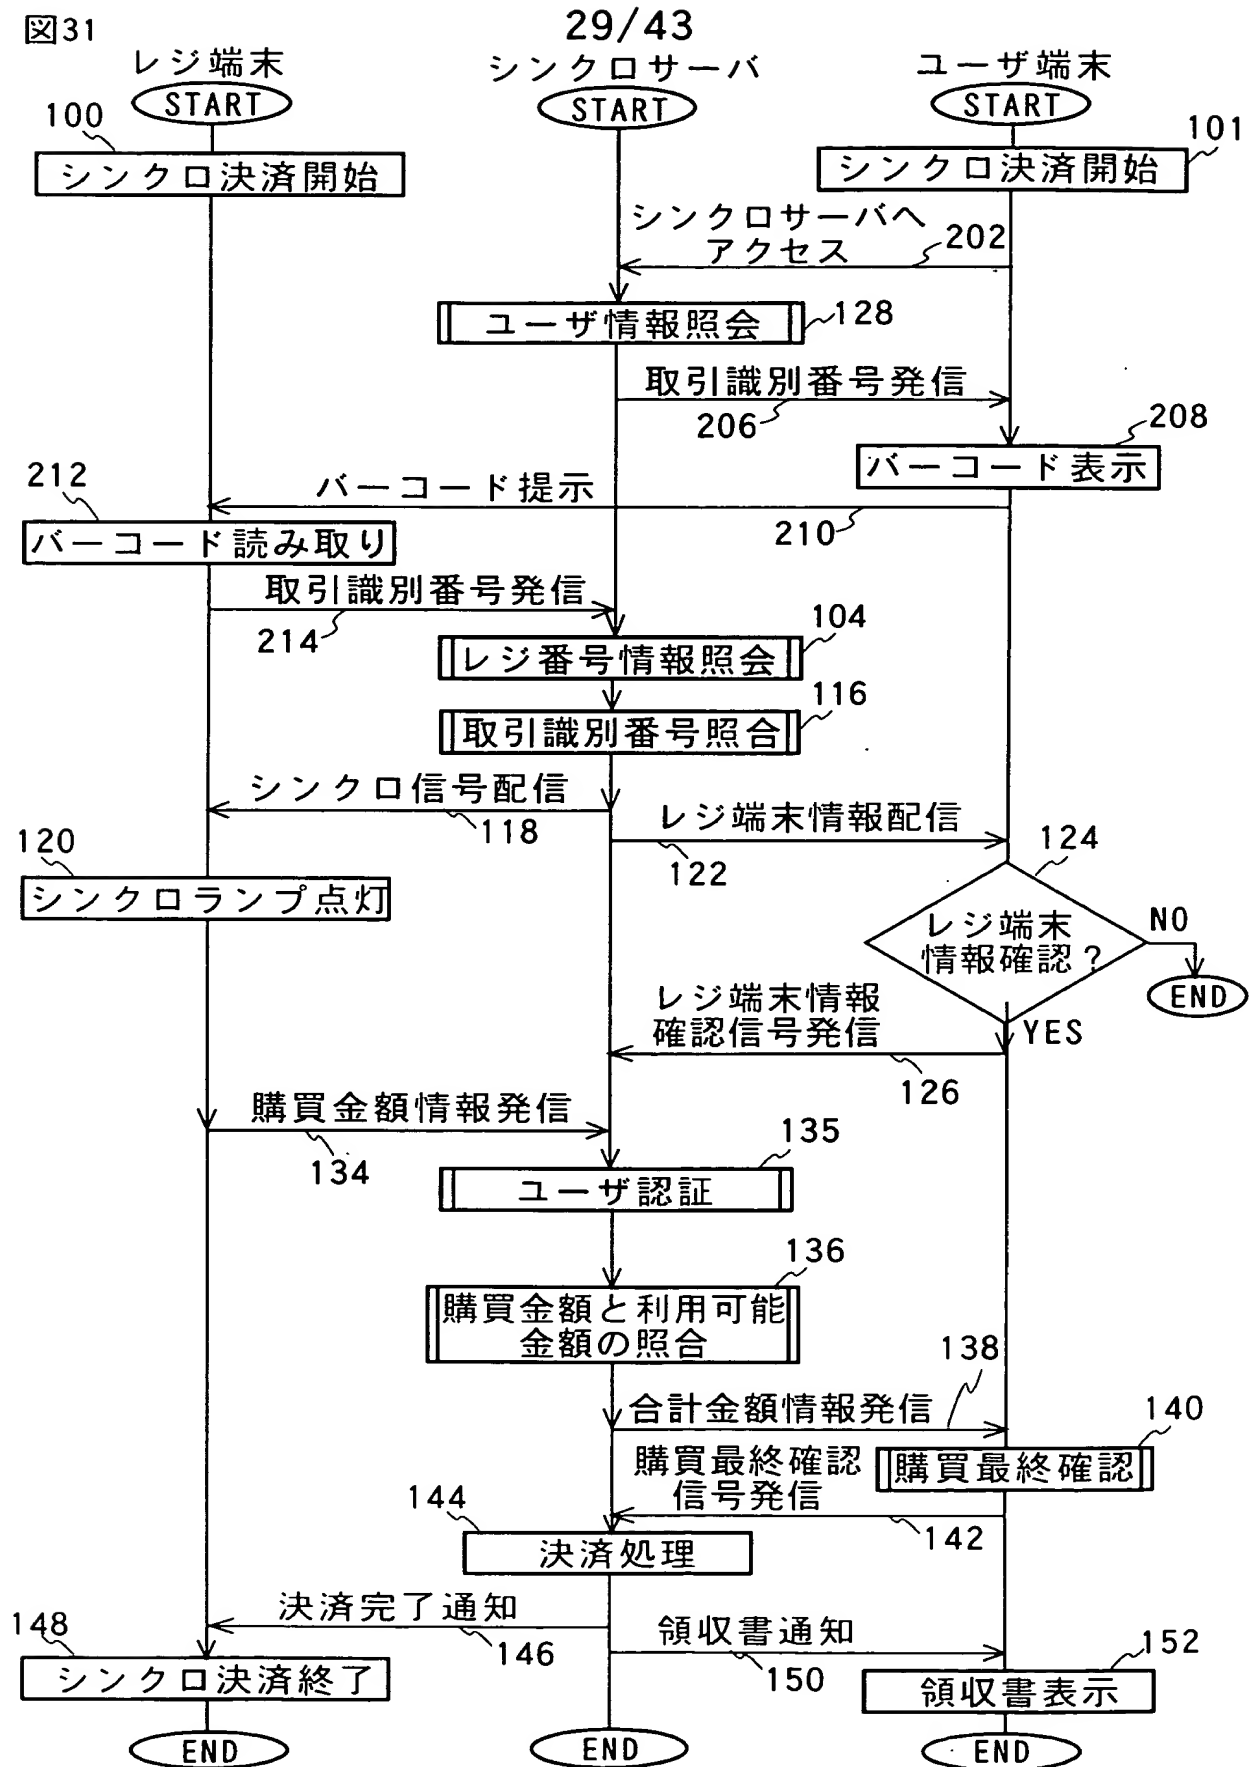 図31
29/43
レジ端末
シンクロサーバ
ユーザ端末
START
START
START
100
シンクロ決済開始
シンクロ決済開始
101
シンクロサーバへ
アクセス
202
ユーザ情報照会
128
取引識別番号発信
206
208
バーコード表示
212
バーコード提示
210
バーコード読み取り
取引識別番号発信
214
104
レジ番号情報照会
116
取引識別番号照合
シンクロ信号配信
118
レジ端末情報配信
122
120
シンクロランプ点灯
124
レジ端末
情報確認?
NO
END
YES
レジ端末情報
確認信号発信
126
購買金額情報発信
134
135
ユーザ認証
136
購買金額と利用可能
金額の照合
138
合計金額情報発信
140
購買最終確認
購買最終確認
信号発信
142
144
決済処理
決済完了通知
146
148
シンクロ決済終了
領収書通知
150
152
領収書表示
END
END
END